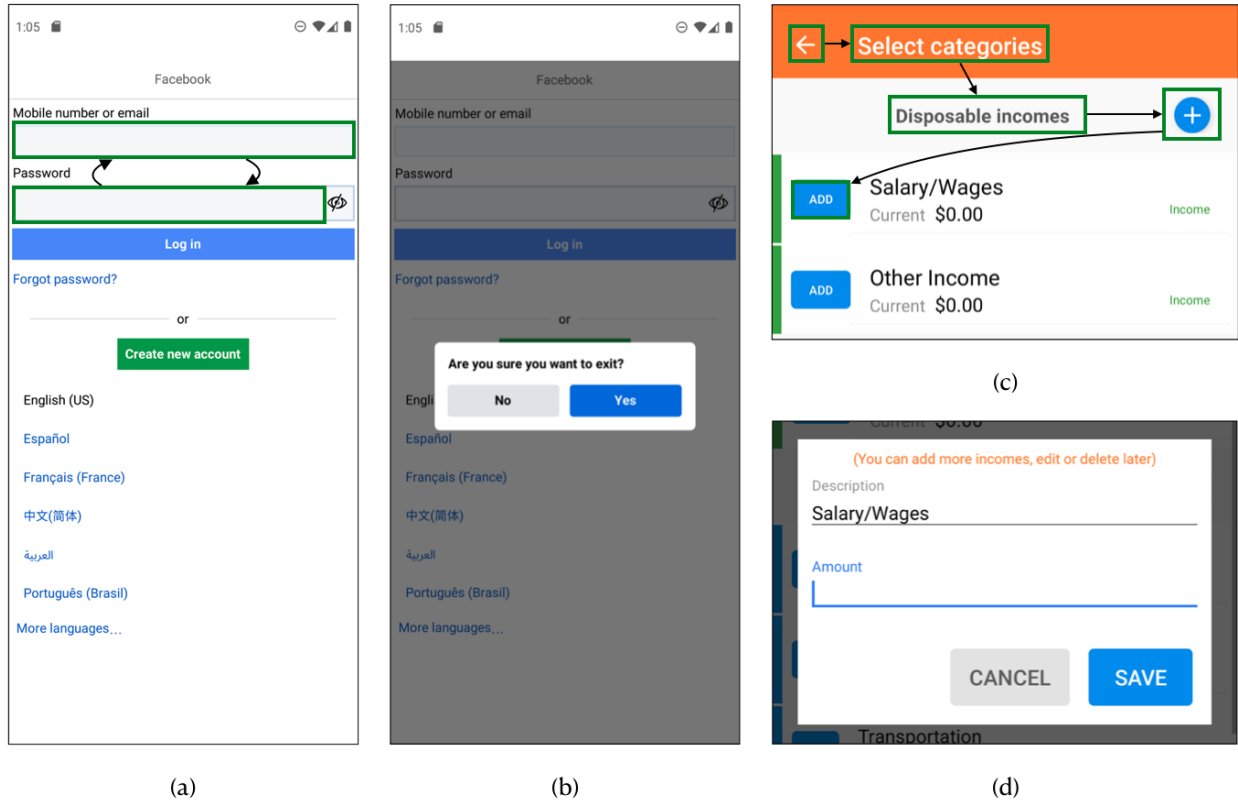 1:05
Facebook
Mobile number or email
Password
Log in
Forgot password?
or
Create new account
English (US)
Español
Français (France)
中文(简体)
العربية
Português (Brasil)
More languages...
(a)
1:05
Facebook
Mobile number or email
Password
Log in
Forgot password?
or
Are you sure you want to exit?
No
Yes
Engli
Español
Français (France)
中文(简体)
العربية
Português (Brasil)
More languages...
(b)
Select categories
Disposable incomes
ADD
Salary/Wages
Current $0.00
Income
ADD
Other Income
Current $0.00
Income
(c)
Current $0.00
(You can add more incomes, edit or delete later)
Description
Salary/Wages
Amount
CANCEL
SAVE
Transportation
(d)